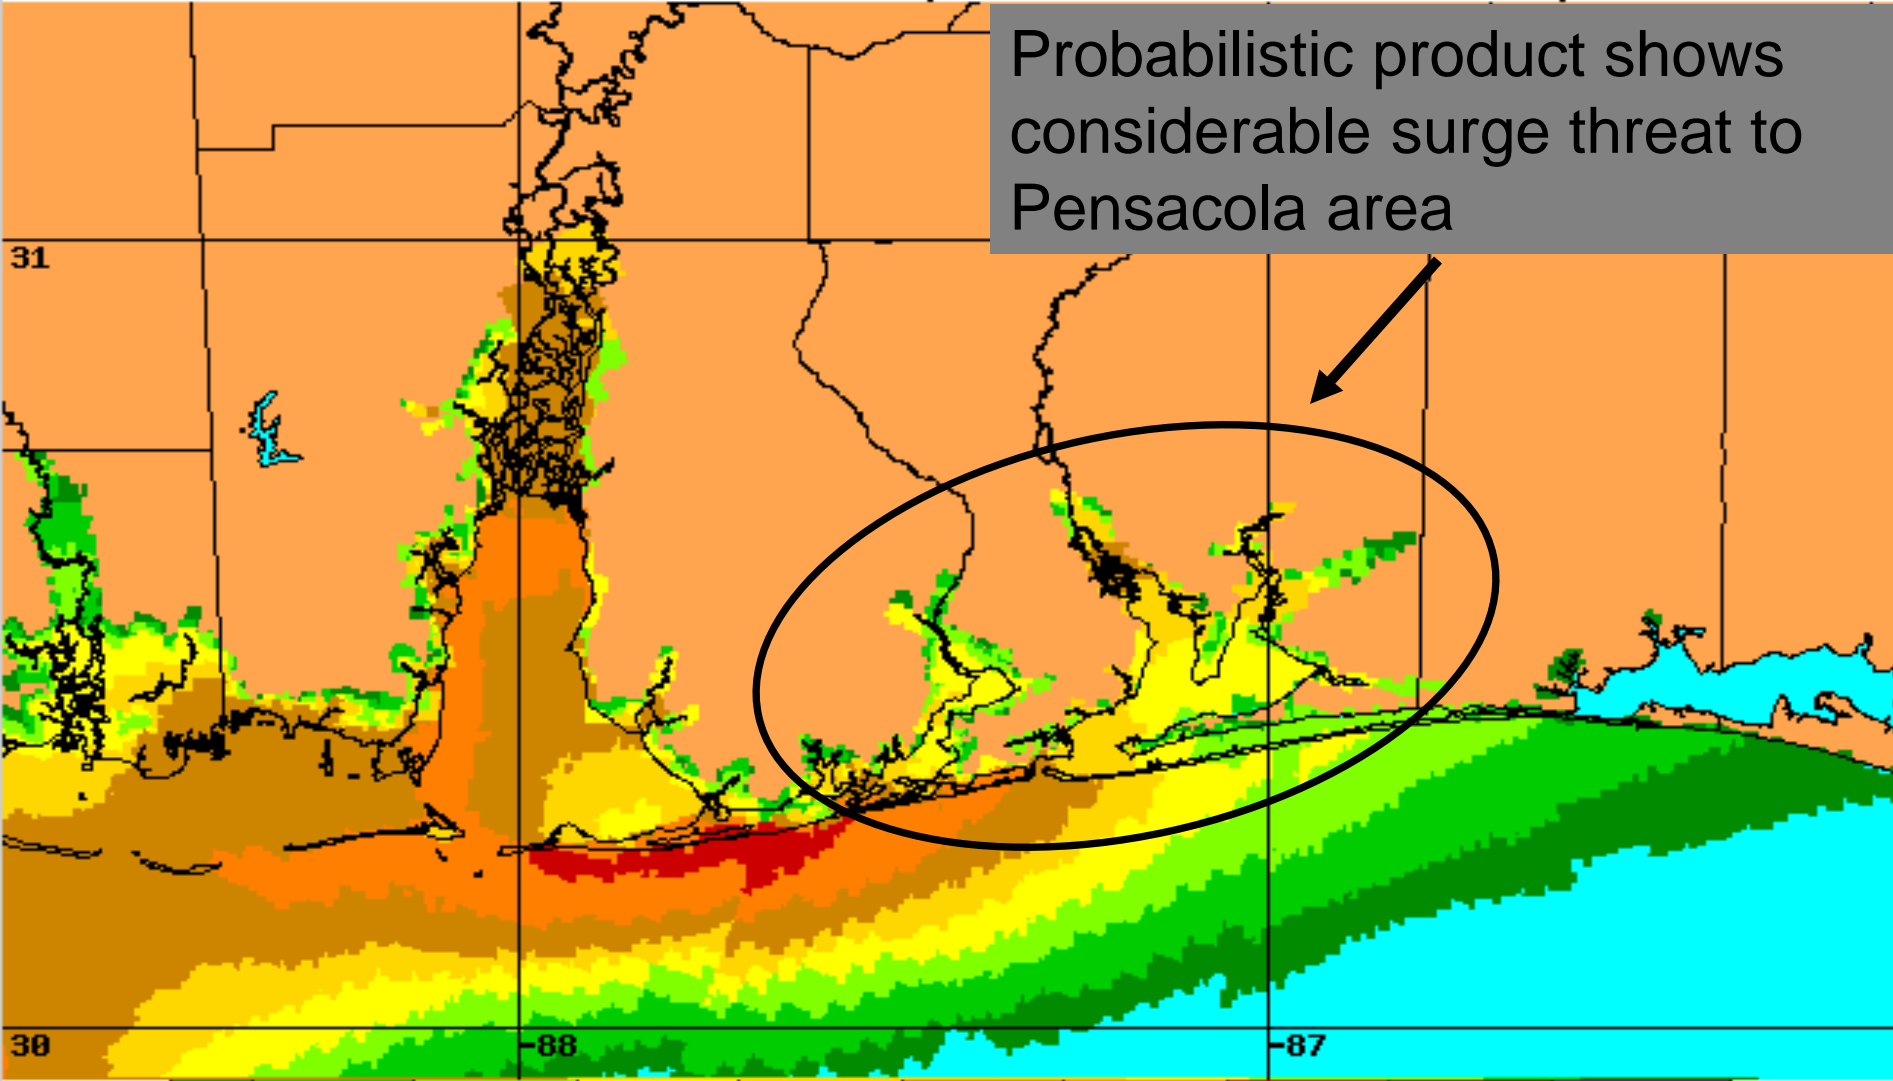 Probabilistic product shows
considerable surge threat to
Pensacola area
31
30
-88
-87